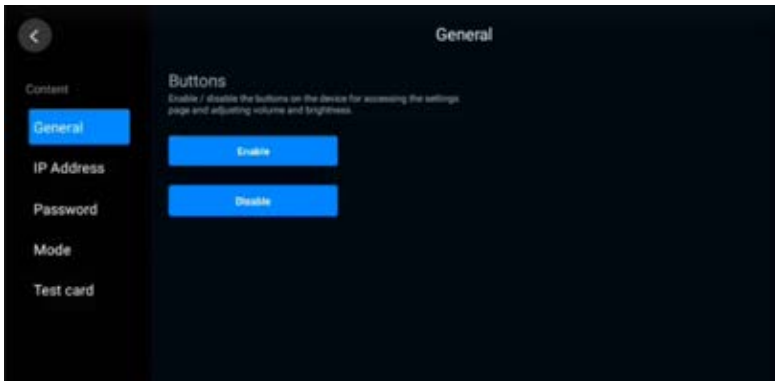 General
Content
General
IP Address
Password
Mode
Test card
Buttons
Enable / disable the buttons on the device for accessing the settings
page and adjusting volume and brightness.
Enable
Disable